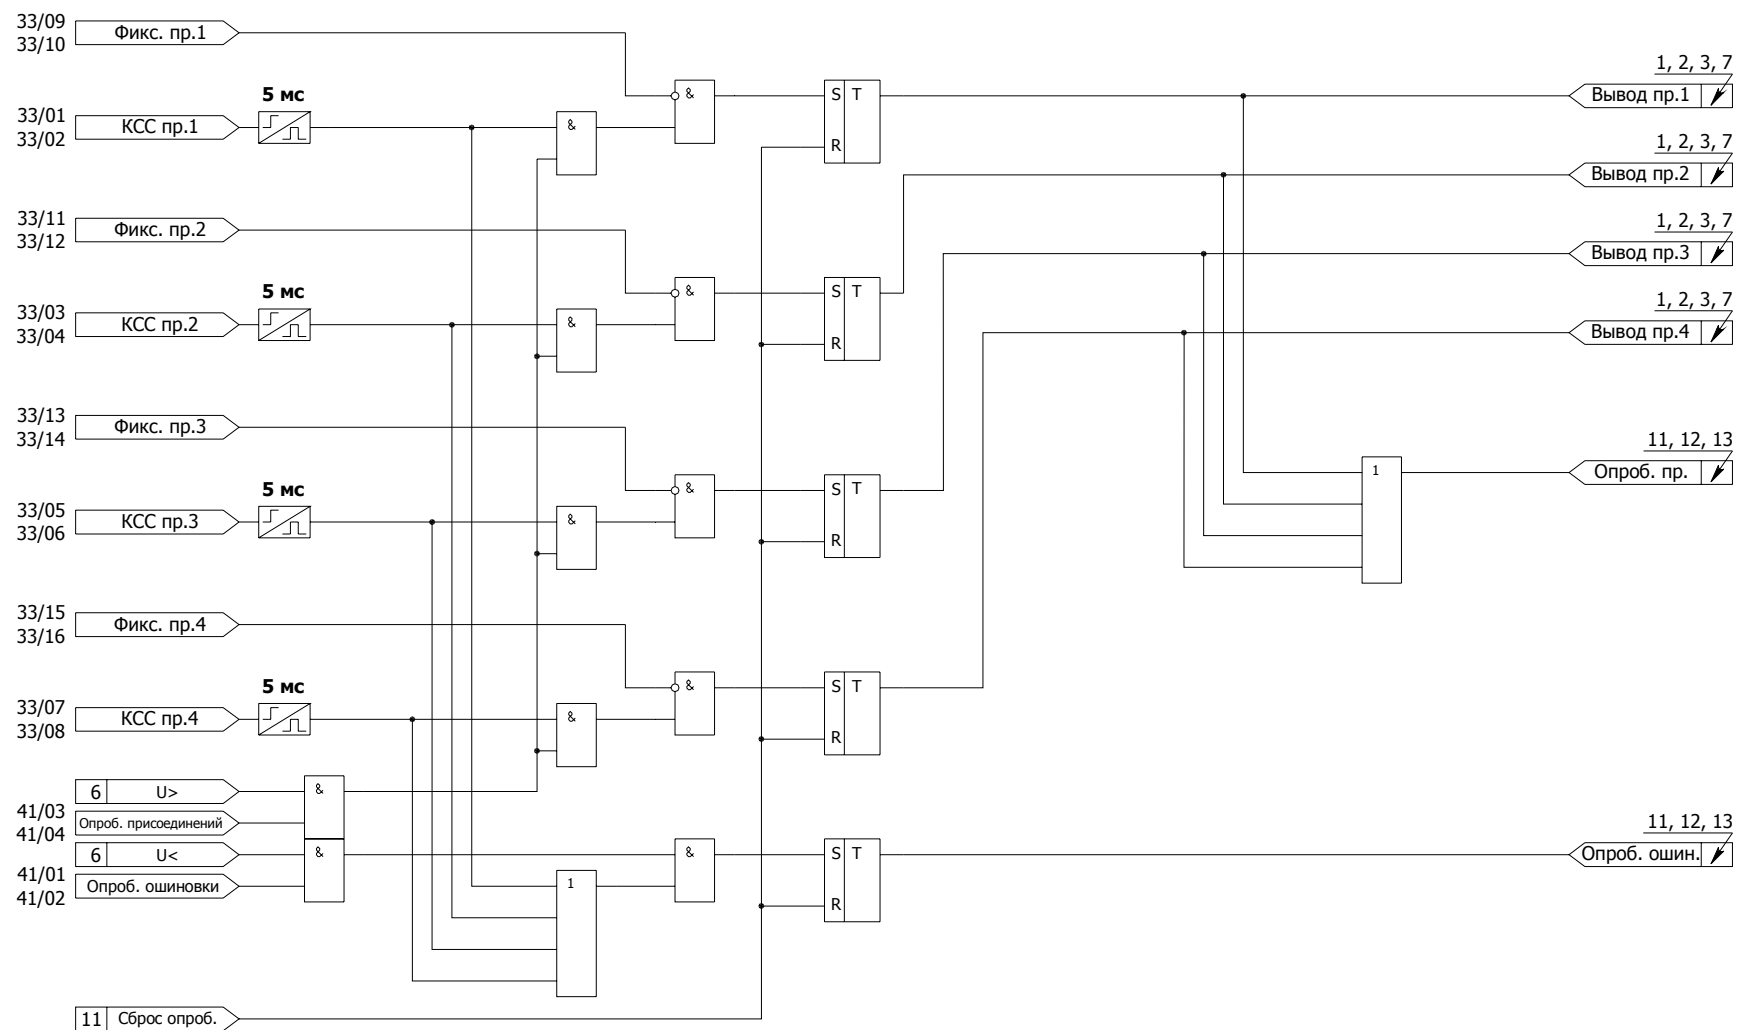 33/09
33/10
Фикс. пр.1
1, 2, 3, 7
5 мс
& S T
Вывод пр.1
33/01
33/02
КСС пр.1
&
R
1, 2, 3, 7
Вывод пр.2
33/11
33/12
Фикс. пр.2
1, 2, 3, 7
Вывод пр.3
5 мс
& S T
33/03
33/04
КСС пр.2
&
R
1, 2, 3, 7
Вывод пр.4
33/13
33/14
Фикс. пр.3
11, 12, 13
1
Опроб. пр.
5 мс
& S T
33/05
33/06
КСС пр.3
&
R
33/15
33/16
Фикс. пр.4
5 мс
& S T
33/07
33/08
КСС пр.4
&
R
6 U>
&
41/03
41/04
Опроб. присоединений
11, 12, 13
6 U<
& & S T
Опроб. ошин.
41/01
41/02
Опроб. ошиновки
1
R
11 Сброс опроб.